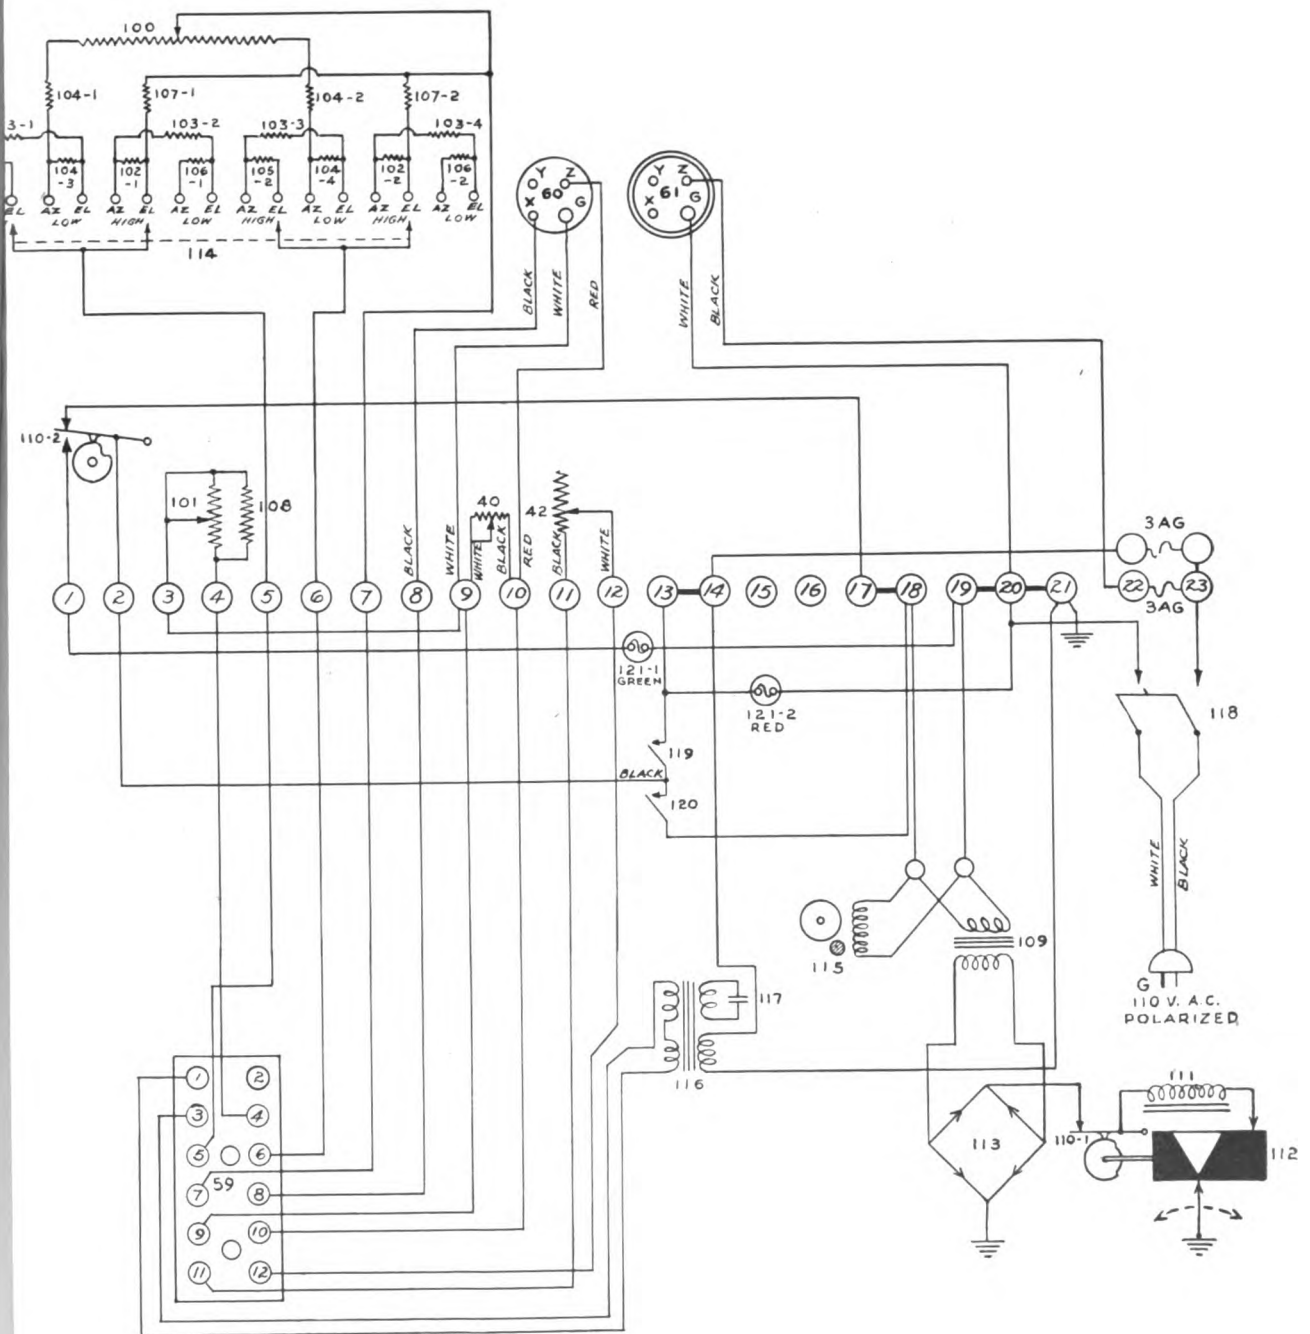 100
104-1
107-1
104-2
107-2
3-1
103-2
103-3
103-4
104
-3
102
-1
106
-1
105
-2
104
-4
102
-2
106
-2
EL AZ EL AZ EL AZ EL AZ EL AZ EL AZ EL AZ EL
LOW HIGH LOW HIGH LOW HIGH LOW
114
Y Z
60
X G
Y Z
61
X G
BLACK
WHITE
RED
WHITE
BLACK
110-2
101
108
BLACK
WHITE
WHITE
40
BLACK
RED
42
BLACK
WHITE
3AG
1 2 3 4 5 6 7 8 9 10 11 12 13 14 15 16 17 18 19 20 21 22 23
3AG
121-1
GREEN
121-2
RED
118
119
BLACK
120
WHITE
BLACK
115
109
117
116
G
110 V. A.C.
POLARIZED
1 2
3 4
5 6
59
7 8
9 10
11 12
113
111
110-1
112